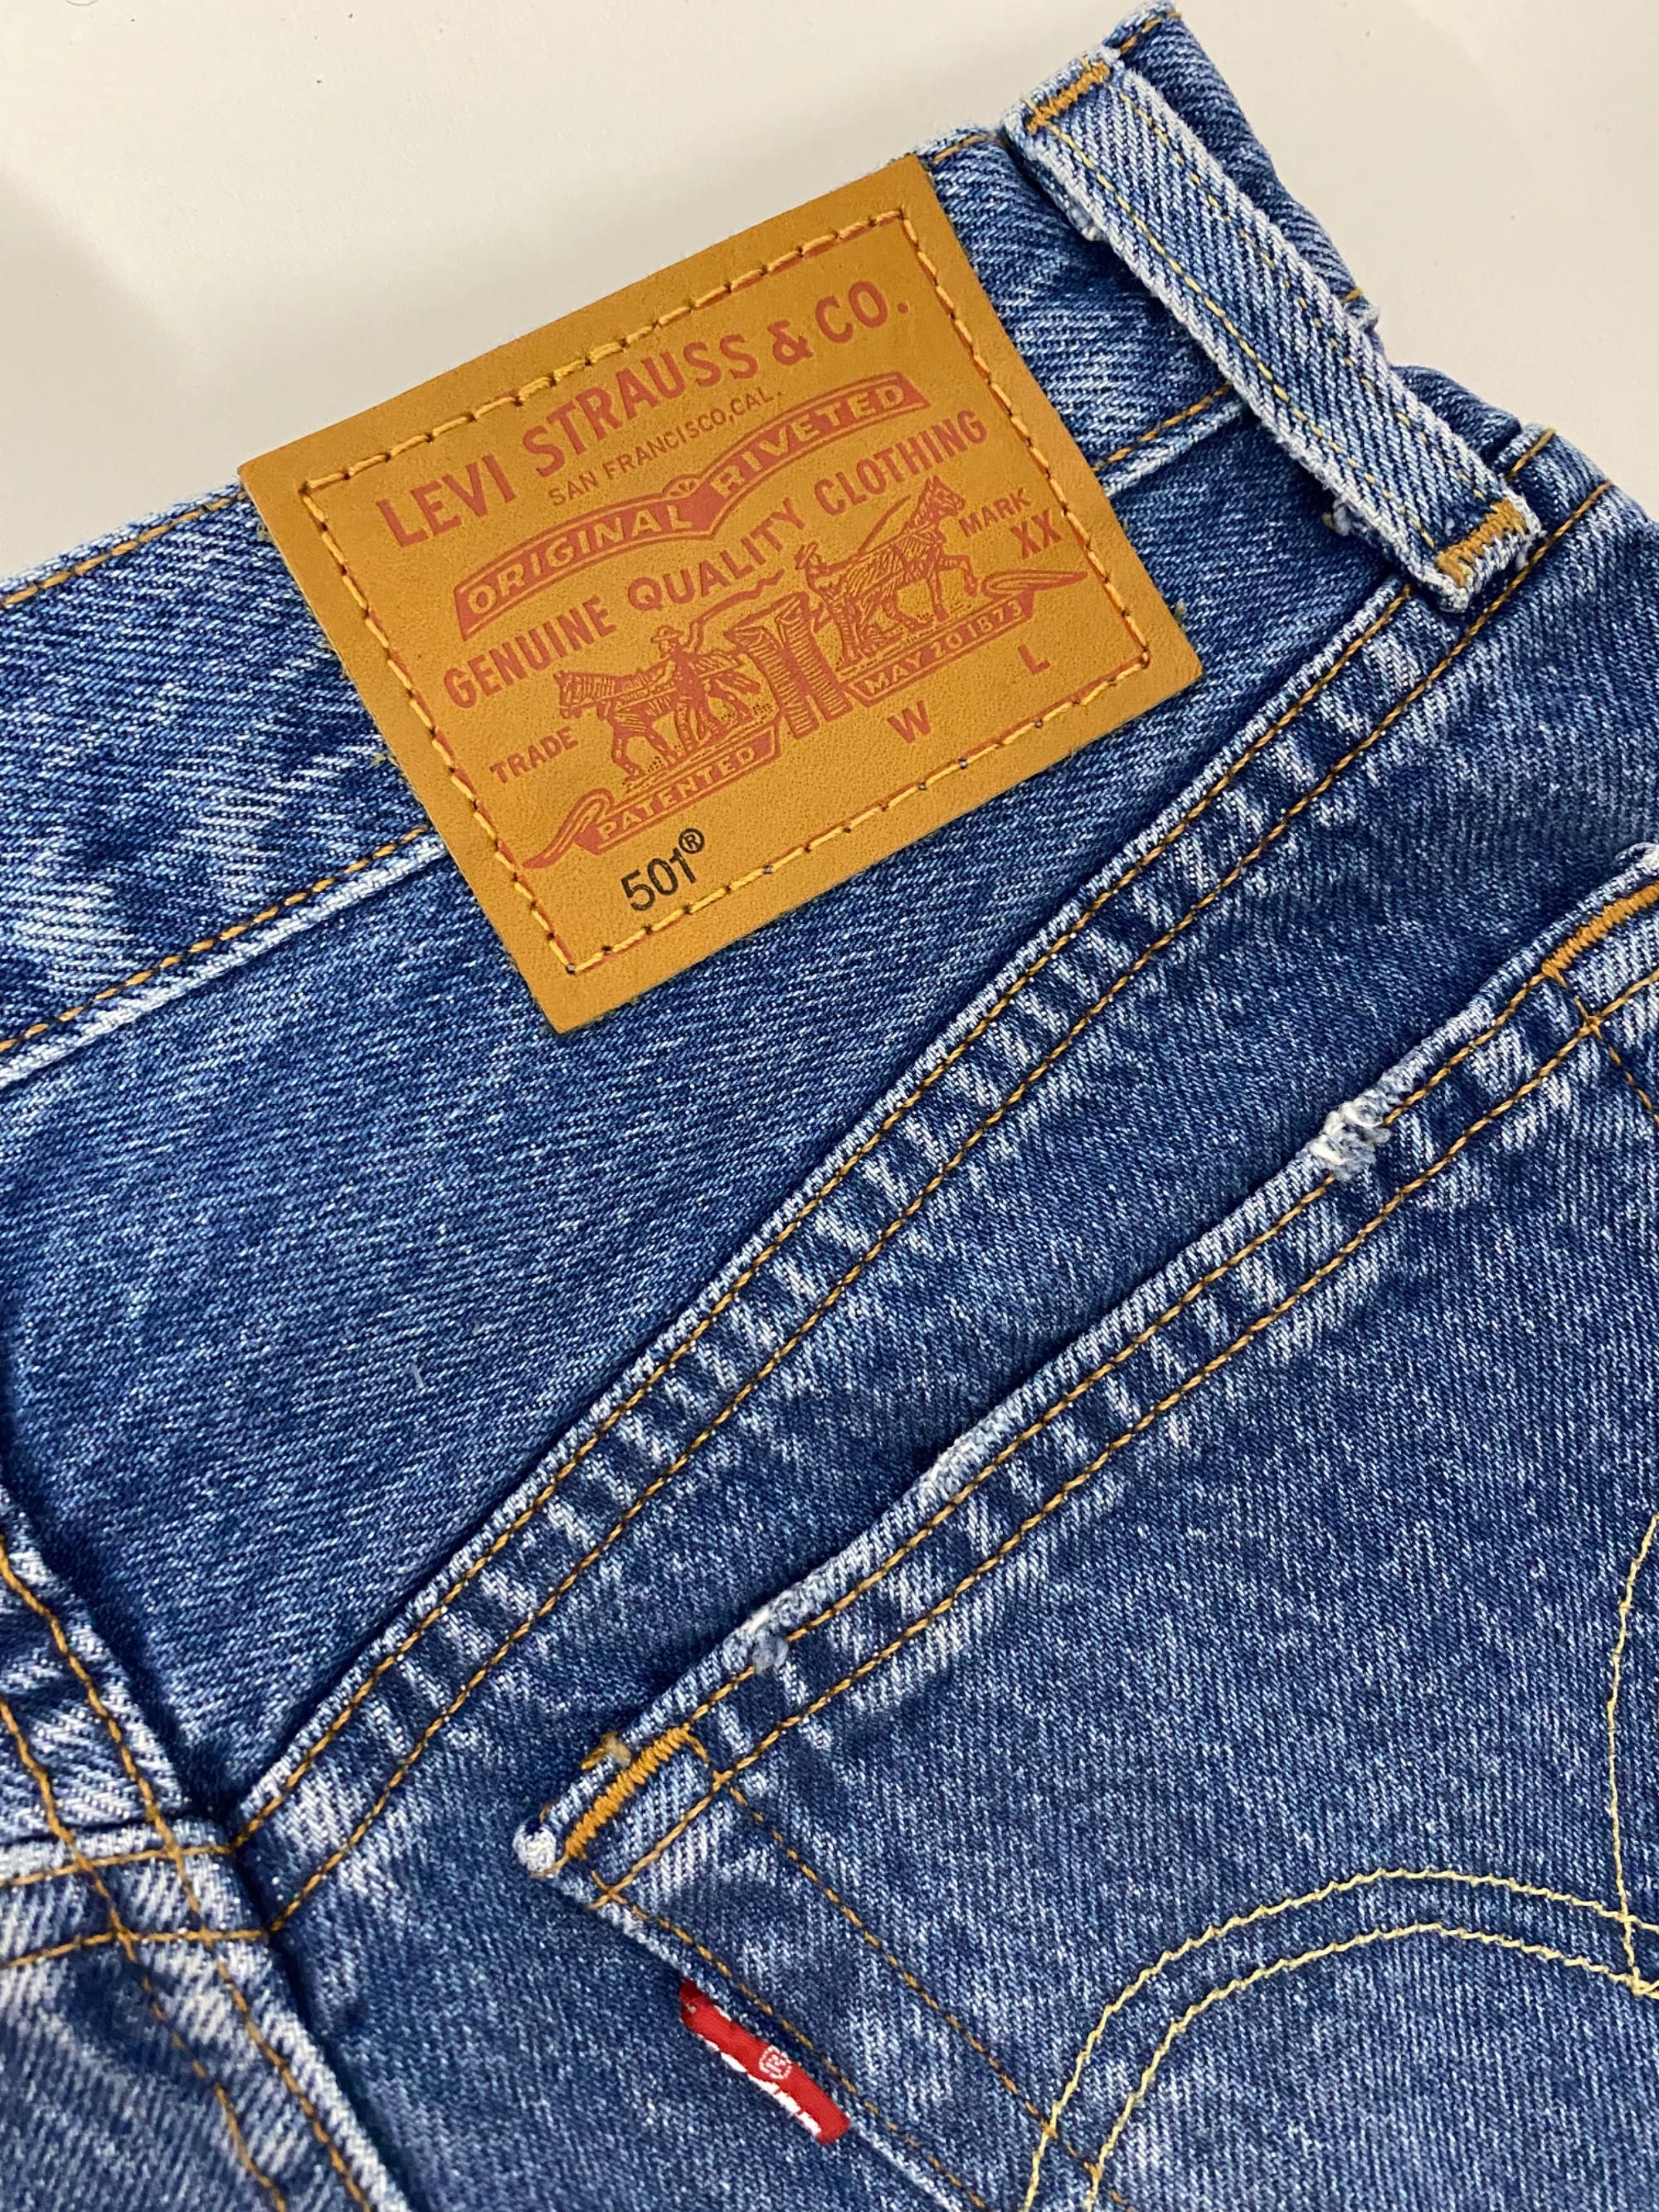 LEVI STRAUSS & CO.
SAN FRANCISCO, CAL.
ORIGINAL RIVETED
GENUINE QUALITY CLOTHING
TRADE MARK
XX
PATENTED MAY 20 1873
501® W L
®